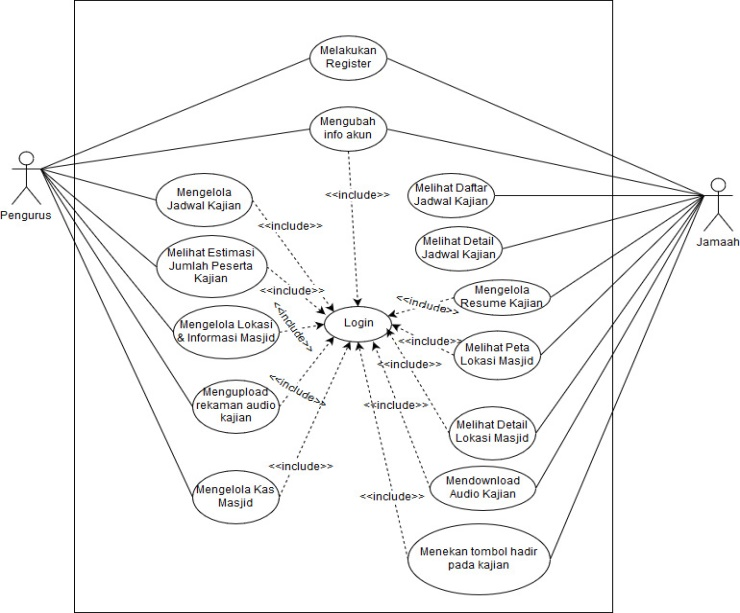 Melakukan
Register
Mengubah
info akun
<<include>>
Pengurus
Jamaah
Mengelola
Jadwal Kajian
<<include>>
Melihat Daftar
Jadwal Kajian
Melihat Estimasi
Jumlah Peserta
Kajian
<<include>>
Melihat Detail
Jadwal Kajian
Mengelola
Resume Kajian
<<include>>
Mengelola Lokasi
& Informasi Masjid
<<include>>
Login
Melihat Peta
Lokasi Masjid
<<include>>
Mengupload
rekaman audio
kajian
<<include>>
Melihat Detail
Lokasi Masjid
<<include>>
Mengelola Kas
Masjid
<<include>>
Mendownload
Audio Kajian
<<include>>
Menekan tombol hadir
pada kajian